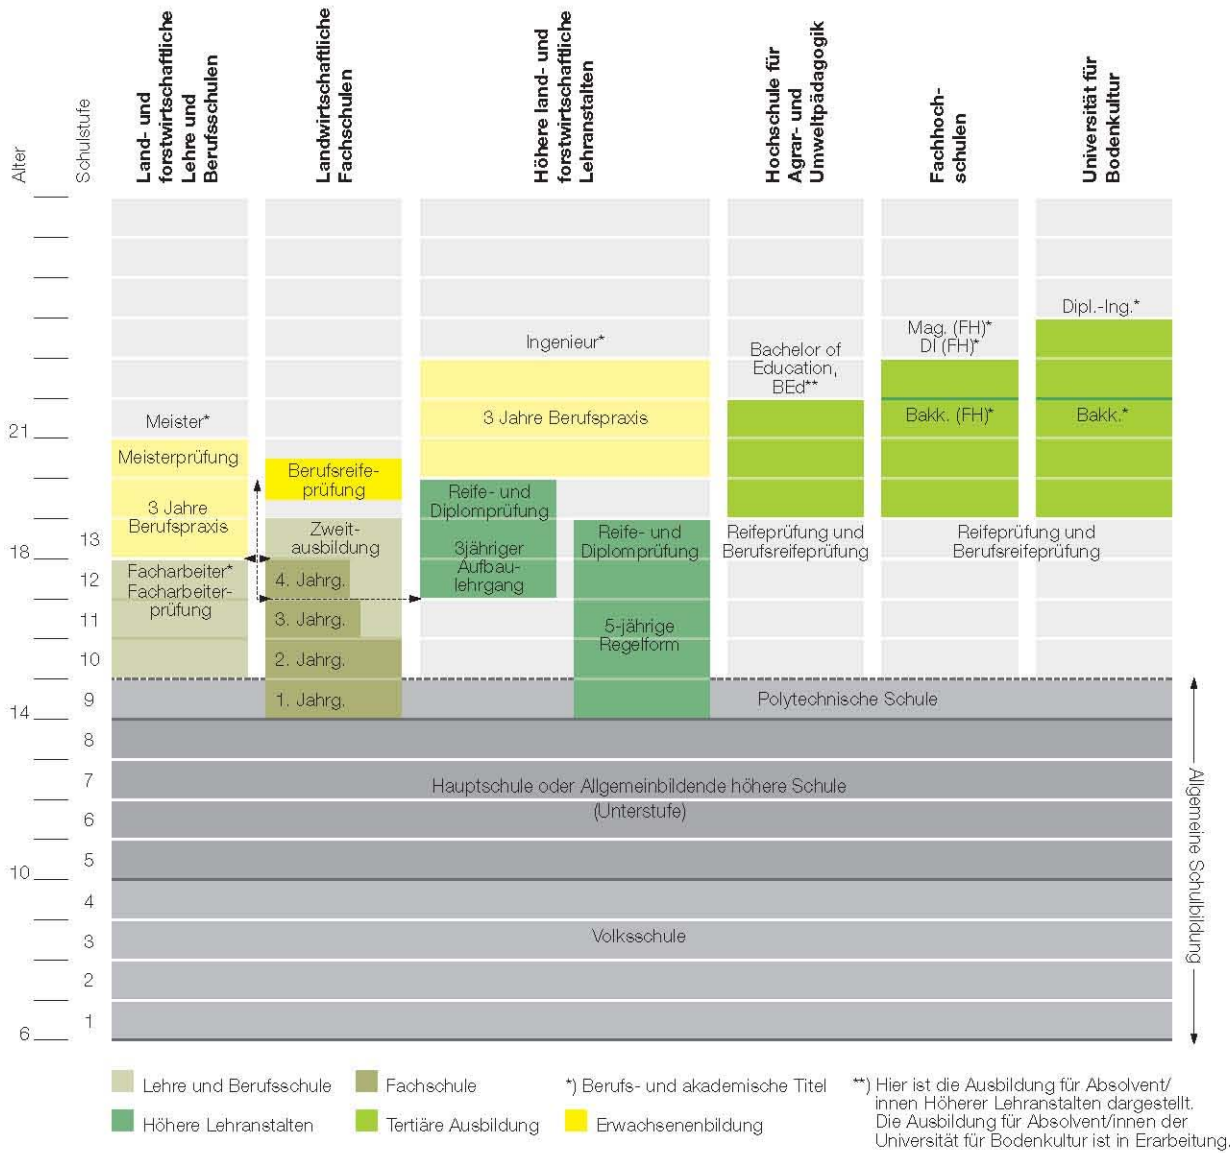 Alter
Schulstufe
Land- und
forstwirtschaftliche
Lehre und
Berufsschulen
Landwirtschaftliche
Fachschulen
Höhere land- und
forstwirtschaftliche
Lehranstalten
Hochschule für
Agrar- und
Umweltpädagogik
Fachhoch-
schulen
Universität für
Bodenkultur
Dipl.-Ing.*
Mag. (FH)*
DI (FH)*
Ingenieur*
Bachelor of
Education,
BEd**
Meister*
3 Jahre Berufspraxis
Bakk. (FH)*
Bakk.*
21
Meisterprüfung
Berufsreife-
prüfung
Reife- und
Diplomprüfung
3 Jahre
Berufspraxis
Zweit-
ausbildung
Reife- und
Diplomprüfung
Reifeprüfung und
Berufsreifeprüfung
Reifeprüfung und
Berufsreifeprüfung
13
18
3jähriger
Aufbau-
lehrgang
12
Facharbeiter*
Facharbeiter-
prüfung
4. Jahrg.
11
3. Jahrg.
5-jährige
Regelform
10
2. Jahrg.
9
1. Jahrg.
Polytechnische Schule
14
8
7
Hauptschule oder Allgemeinbildende höhere Schule
(Unterstufe)
6
5
10
4
3
Volksschule
2
1
6
Allgemeine Schulbildung
Lehre und Berufsschule
Fachschule
*) Berufs- und akademische Titel
Höhere Lehranstalten
Tertiäre Ausbildung
Erwachsenenbildung
**) Hier ist die Ausbildung für Absolvent/
innen Höherer Lehranstalten dargestellt.
Die Ausbildung für Absolvent/innen der
Universität für Bodenkultur ist in Erarbeitung.